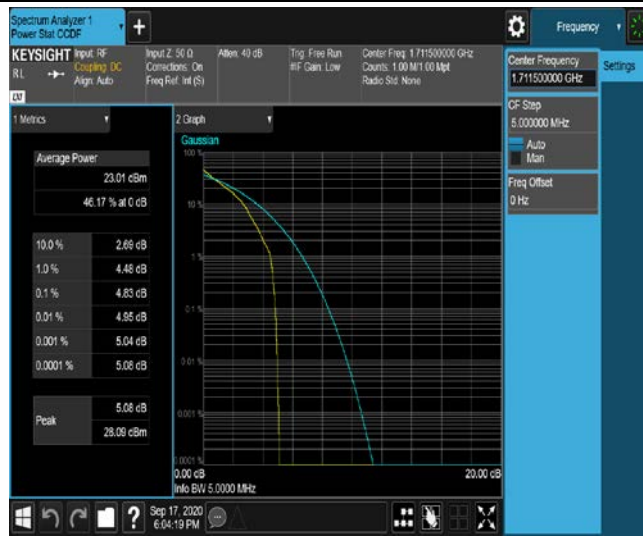 Spectrum Analyzer 1
Power Stat CCDF
+
Frequency
KEYSIGHT
RL
LXI
Input: RF
Coupling: DC
Align: Auto
Input Z: 50 Ω
Corrections: On
Freq Ref: Int (S)
Atten: 40 dB
Trig: Free Run
#IF Gain: Low
Center Freq: 1.711500000 GHz
Counts: 1.00 M/1.00 Mpt
Radio Std: None
Center Frequency
1.711500000 GHz
Settings
CF Step
5.000000 MHz
Auto
Man
Freq Offset
0 Hz
1 Metrics
Average Power
23.01 dBm
46.17 % at 0 dB
10.0 % 2.69 dB
1.0 % 4.48 dB
0.1 % 4.83 dB
0.01 % 4.95 dB
0.001 % 5.04 dB
0.0001 % 5.08 dB
Peak
5.08 dB
28.09 dBm
2 Graph
Gaussian
100 %
10 %
1 %
0.1 %
0.01 %
0.001 %
0.0001 %
0.00 dB 20.00 dB
Info BW 5.0000 MHz
?
Sep 17, 2020
6:04:19 PM